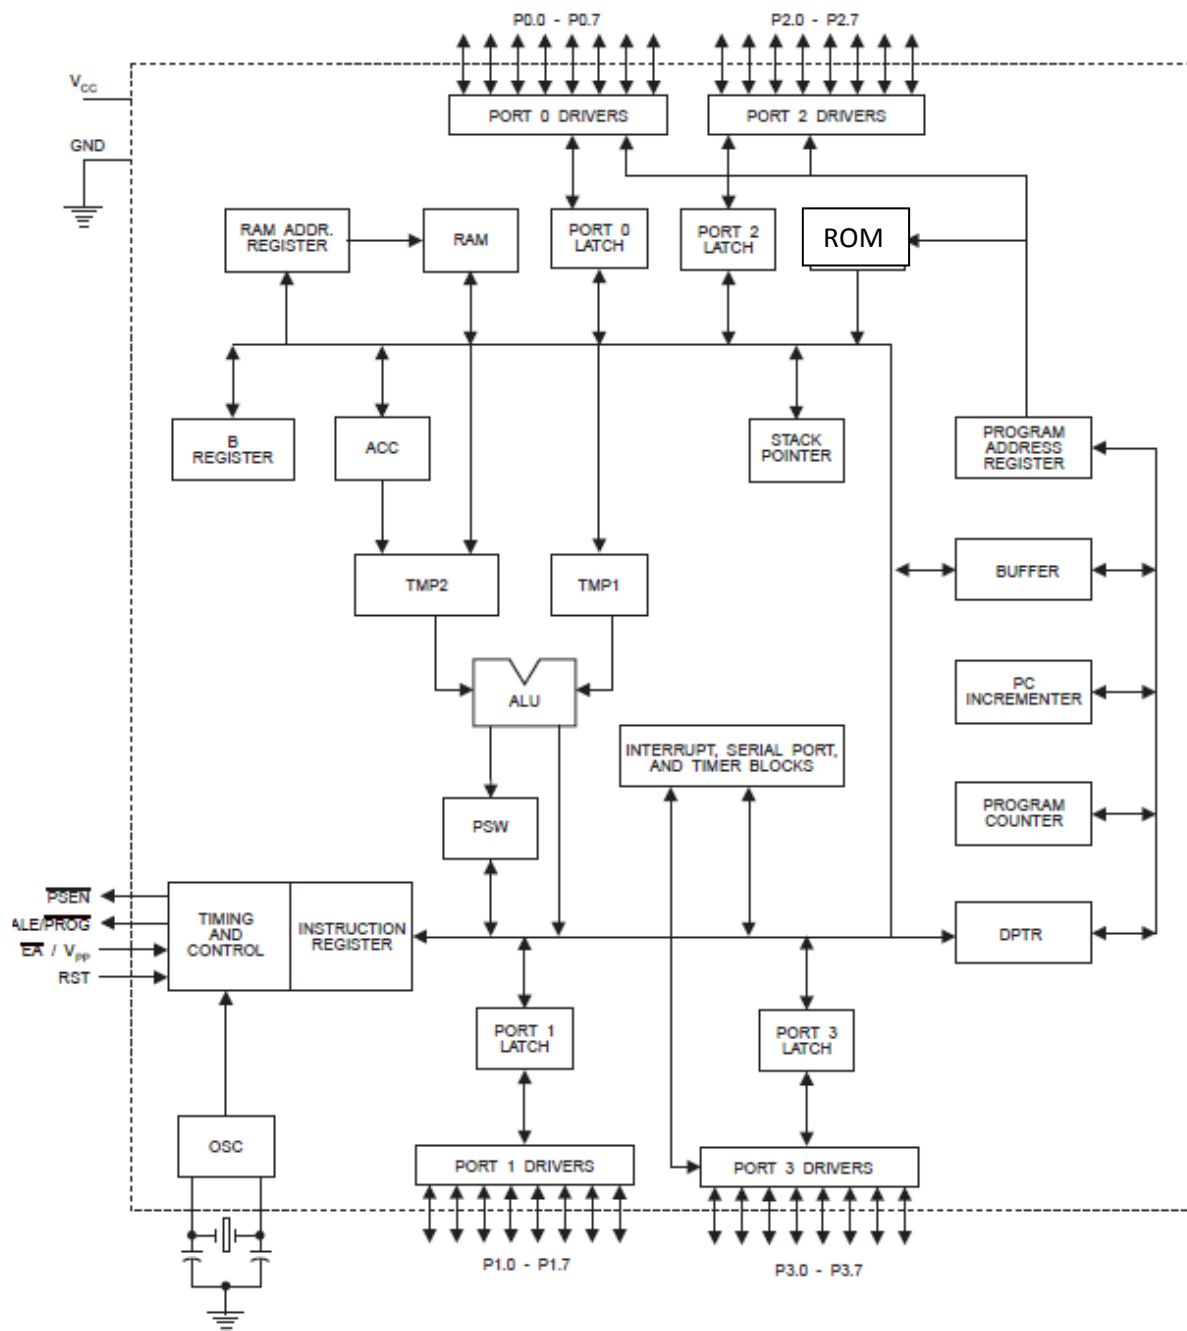 P0.0 - P0.7
P2.0 - P2.7
VCC
GND
PORT 0 DRIVERS
PORT 2 DRIVERS
RAM ADDR.
REGISTER
RAM
PORT 0
LATCH
PORT 2
LATCH
ROM
B
REGISTER
ACC
STACK
POINTER
PROGRAM
ADDRESS
REGISTER
TMP2
TMP1
BUFFER
ALU
PC
INCREMENTER
INTERRUPT, SERIAL PORT,
AND TIMER BLOCKS
PSW
PROGRAM
COUNTER
PSEN
ALE/PROG
EA / VPP
RST
TIMING
AND
CONTROL
INSTRUCTION
REGISTER
DPTR
PORT 1
LATCH
PORT 3
LATCH
OSC
PORT 1 DRIVERS
PORT 3 DRIVERS
P1.0 - P1.7
P3.0 - P3.7